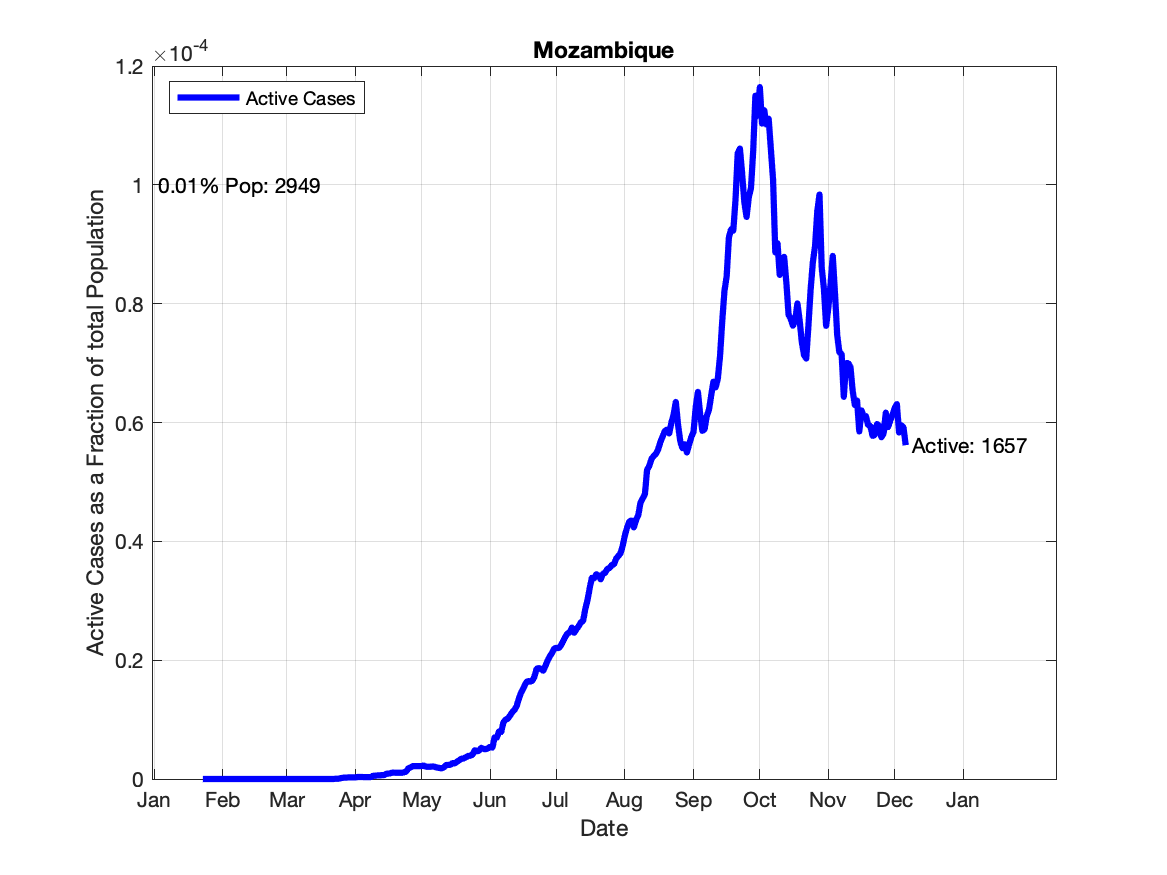 Mozambique
×10-4
1.2
1
0.8
0.6
0.4
0.2
0
Active Cases as a Fraction of total Population
Active Cases
0.01% Pop: 2949
Active: 1657
Jan Feb Mar Apr May Jun Jul Aug Sep Oct Nov Dec Jan
Date